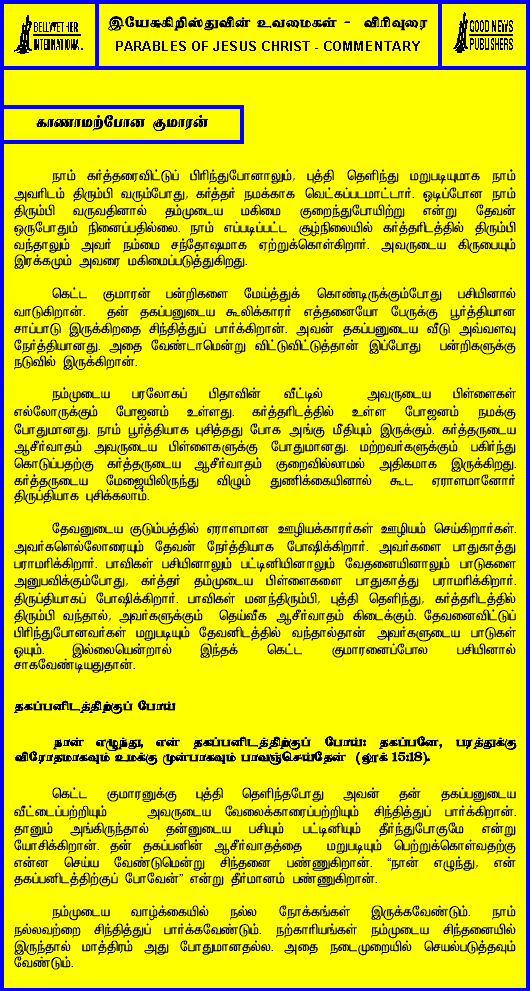 BELLWETHER
INTERNATIONAL
இயேசுகிறிஸ்துவின் உவமைகள் - விரிவுரை
PARABLES OF JESUS CHRIST - COMMENTARY
GOOD NEWS
PUBLISHERS
காணாமற்போன குமாரன்
நாம் கர்த்தரைவிட்டுப் பிரிந்துபோனாலும், புத்தி தெளிந்து மறுபடியுமாக நாம்
அவரிடம் திரும்பி வரும்போது, கர்த்தர் நமக்காக வெட்கப்படமாட்டார். ஓடிப்போன நாம்
திரும்பி வருவதினால் தம்முடைய மகிமை குறைந்துபோயிற்று என்று தேவன்
ஒருபோதும் நினைப்பதில்லை. நாம் எப்படிப்பட்ட சூழ்நிலையில் கர்த்தரிடத்தில் திரும்பி
வந்தாலும் அவர் நம்மை சந்தோஷமாக ஏற்றுக்கொள்கிறார். அவருடைய கிருபையும்
இரக்கமும் அவரை மகிமைப்படுத்துகிறது.
கெட்ட குமாரன் பன்றிகளை மேய்த்துக் கொண்டிருக்கும்போது பசியினால்
வாடுகிறான். தன் தகப்பனுடைய கூலிக்காரர் எத்தனையோ பேருக்கு பூர்த்தியான
சாப்பாடு இருக்கிறதை சிந்தித்துப் பார்க்கிறான். அவன் தகப்பனுடைய வீடு அவ்வளவு
நேர்த்தியானது. அதை வேண்டாமென்று விட்டுவிட்டுத்தான் இப்போது பன்றிகளுக்கு
நடுவில் இருக்கிறான்.
நம்முடைய பரலோகப் பிதாவின் வீட்டில் அவருடைய பிள்ளைகள்
எல்லோருக்கும் போஜனம் உள்ளது. கர்த்தரிடத்தில் உள்ள போஜனம் நமக்கு
போதுமானது. நாம் பூர்த்தியாக புசித்தது போக அங்கு மீதியும் இருக்கும். கர்த்தருடைய
ஆசீர்வாதம் அவருடைய பிள்ளைகளுக்கு போதுமானது. மற்றவர்களுக்கும் பகிர்ந்து
கொடுப்பதற்கு கர்த்தருடைய ஆசீர்வாதம் குறைவில்லாமல் அதிகமாக இருக்கிறது.
கர்த்தருடைய மேஜையிலிருந்து விழும் துணிக்கையினால் கூட ஏராளமானோர்
திருப்தியாக புசிக்கலாம்.
தேவனுடைய குடும்பத்தில் ஏராளமான ஊழியக்காரர்கள் ஊழியம் செய்கிறார்கள்.
அவர்களெல்லோரையும் தேவன் நேர்த்தியாக போஷிக்கிறார். அவர்களை பாதுகாத்து
பராமரிக்கிறார். பாவிகள் பசியினாலும் பட்டினியினாலும் வேதனையினாலும் பாடுகளை
அனுபவிக்கும்போது, கர்த்தர் தம்முடைய பிள்ளைகளை பாதுகாத்து பராமரிக்கிறார்.
திருப்தியாகப் போஷிக்கிறார். பாவிகள் மனந்திரும்பி, புத்தி தெளிந்து, கர்த்தரிடத்தில்
திரும்பி வந்தால், அவர்களுக்கும் தெய்வீக ஆசீர்வாதம் கிடைக்கும். தேவனைவிட்டுப்
பிரிந்துபோனவர்கள் மறுபடியும் தேவனிடத்தில் வந்தால்தான் அவர்களுடைய பாடுகள்
ஓயும். இல்லையென்றால் இந்தக் கெட்ட குமாரனைப்போல பசியினால்
சாகவேண்டியதுதான்.
தகப்பனிடத்திற்குப் போய்
நான் எழுந்து, என் தகப்பனிடத்திற்குப் போய்: தகப்பனே, பரத்துக்கு
விரோதமாகவும் உமக்கு முன்பாகவும் பாவஞ்செய்தேன் (லூக் 15:18).
கெட்ட குமாரனுக்கு புத்தி தெளிந்தபோது அவன் தன் தகப்பனுடைய
வீட்டைப்பற்றியும் அவருடைய வேலைக்காரைப்பற்றியும் சிந்தித்துப் பார்க்கிறான்.
தானும் அங்கிருந்தால் தன்னுடைய பசியும் பட்டினியும் தீர்ந்துபோகுமே என்று
யோசிக்கிறான். தன் தகப்பனின் ஆசீர்வாதத்தை மறுபடியும் பெற்றுக்கொள்வதற்கு
என்ன செய்ய வேண்டுமென்று சிந்தனை பண்ணுகிறான். “நான் எழுந்து, என்
தகப்பனிடத்திற்குப் போவேன்” என்று தீர்மானம் பண்ணுகிறான்.
நம்முடைய வாழ்க்கையில் நல்ல நோக்கங்கள் இருக்கவேண்டும். நாம்
நல்லவற்றை சிந்தித்துப் பார்க்கவேண்டும். நற்காரியங்கள் நம்முடைய சிந்தனையில்
இருந்தால் மாத்திரம் அது போதுமானதல்ல. அதை நடைமுறையில் செயல்படுத்தவும்
வேண்டும்.